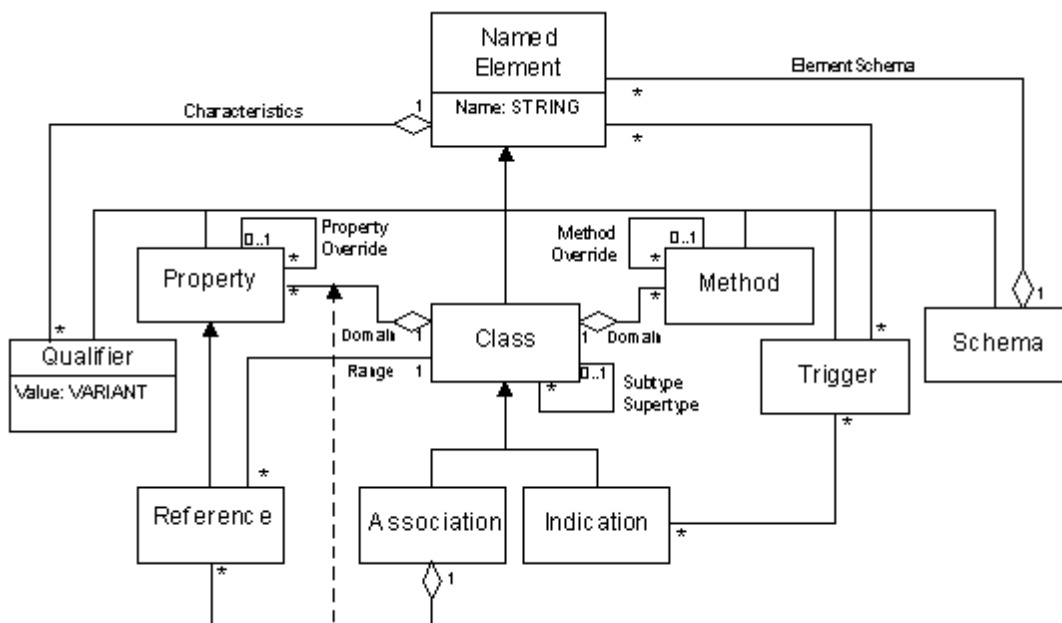 Named
Element
Name: STRING
Element Schema
*
*
Characteristics
1
Property
Override
0..1
*
Method
Override
0..1
*
Property
*
Method
*
Domain
1
Class
1
Domain
Range
1
0..1
*
Subtype
Supertype
*
Qualifier
Value: VARIANT
*
Trigger
*
1
Schema
*
Reference
*
Association
1
Indication
*